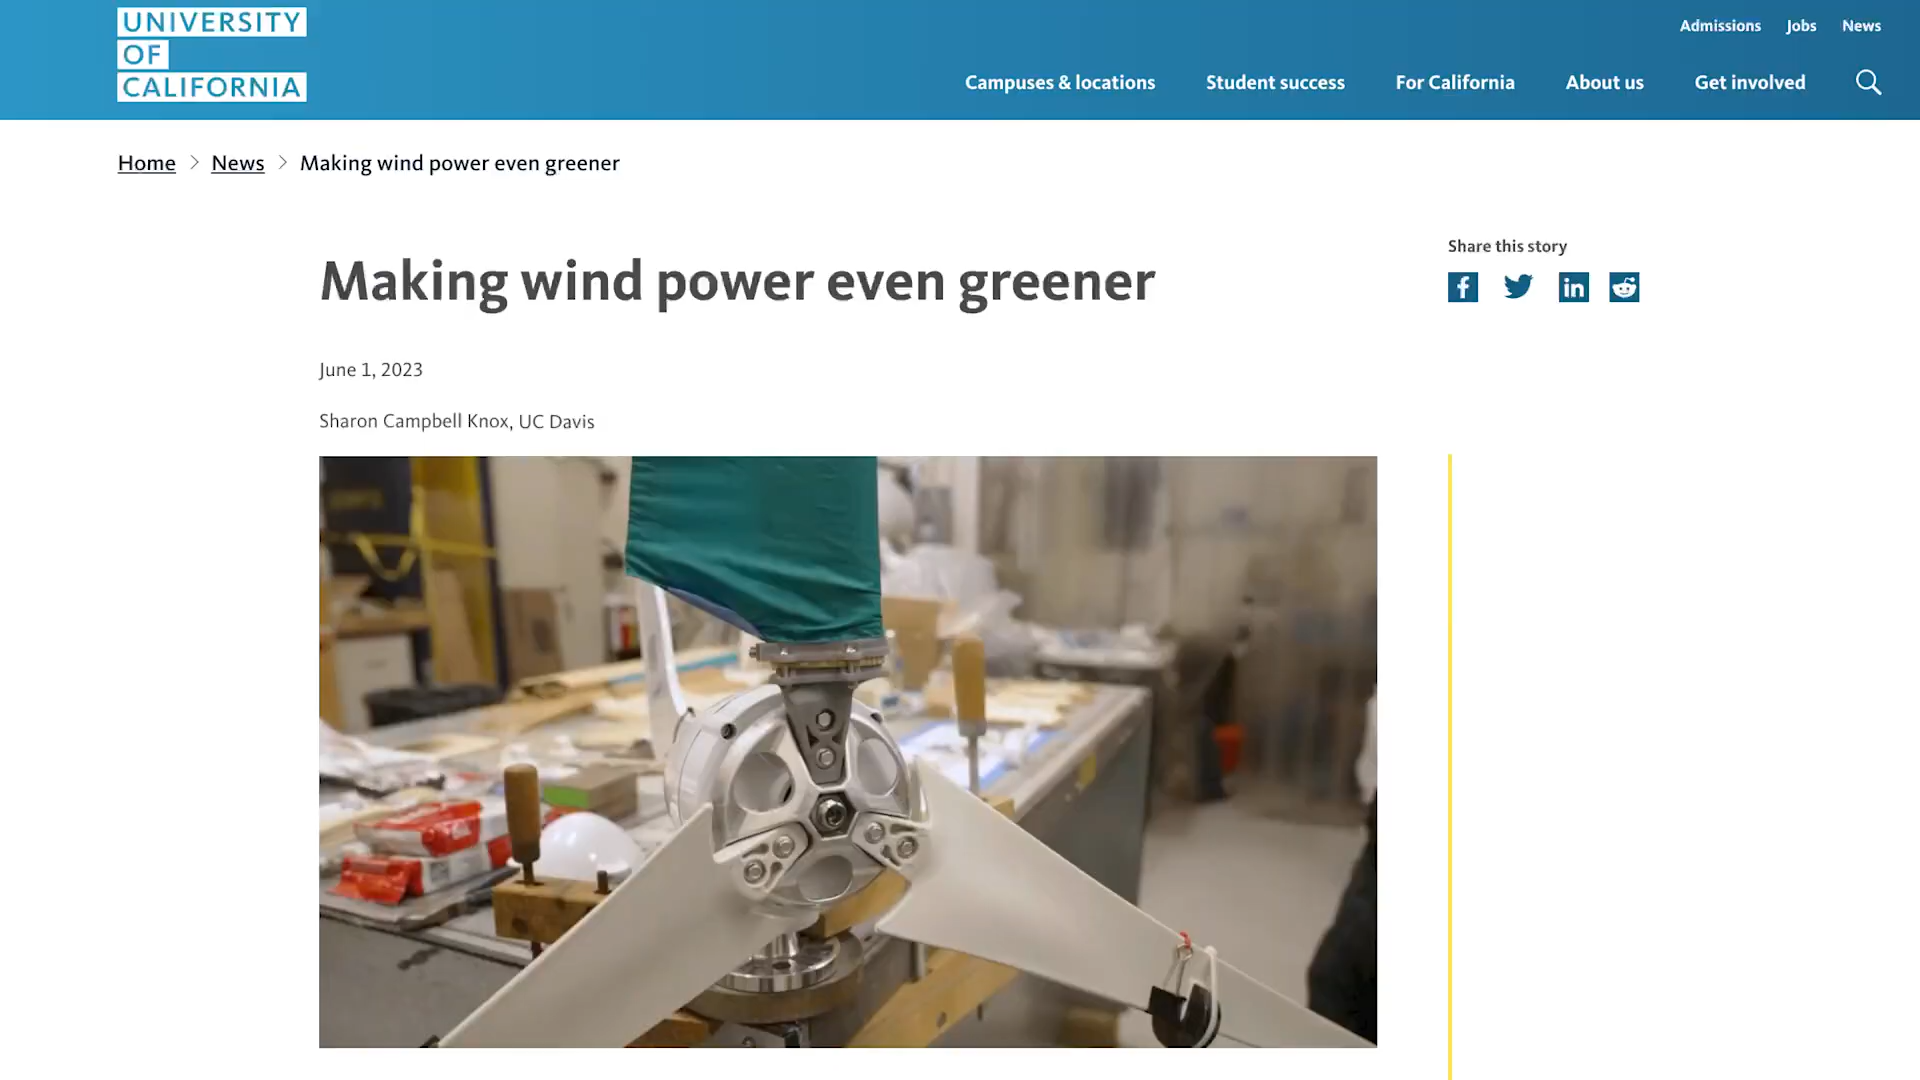 UNIVERSITY
OF
CALIFORNIA
Admissions Jobs News
Campuses & locations Student success For California About us Get involved
Home > News > Making wind power even greener
Making wind power even greener
Share this story
June 1, 2023
Sharon Campbell Knox, UC Davis